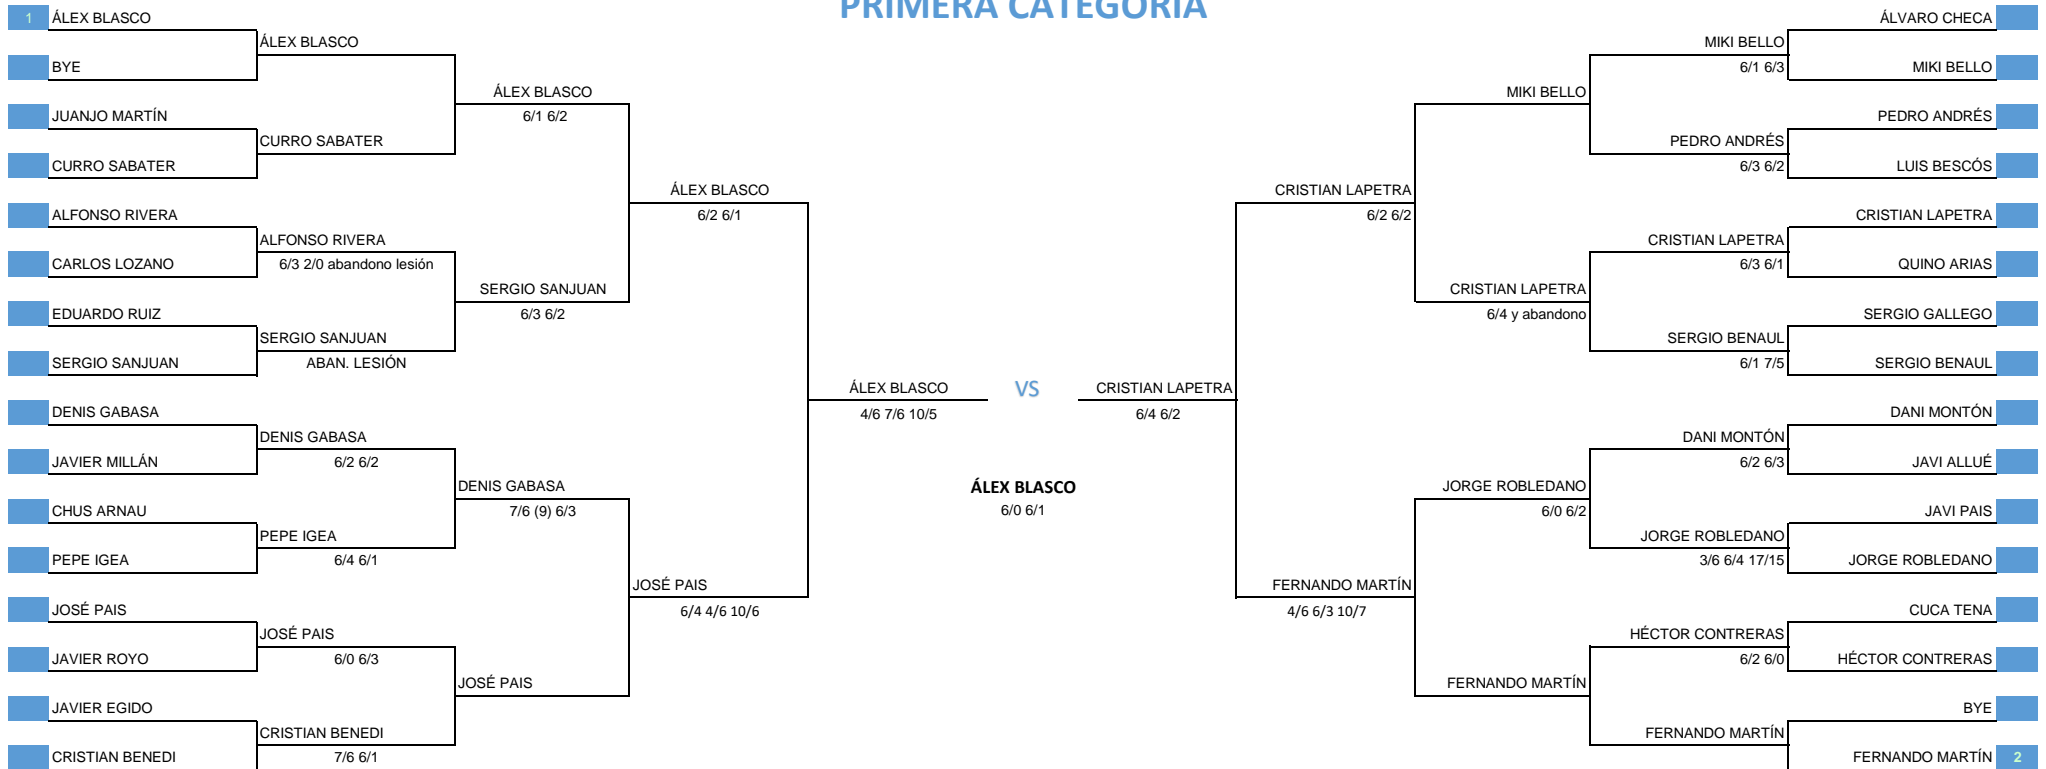 PRIMERA CATEGORÍA
1 ÁLEX BLASCO
BYE
JUANJO MARTÍN
CURRO SABATER
ALFONSO RIVERA
CARLOS LOZANO
EDUARDO RUIZ
SERGIO SANJUAN
DENIS GABASA
JAVIER MILLÁN
CHUS ARNAU
PEPE IGEA
JOSÉ PAIS
JAVIER ROYO
JAVIER EGIDO
CRISTIAN BENEDI
ÁLEX BLASCO
CURRO SABATER
ALFONSO RIVERA
6/3 2/0 abandono lesión
SERGIO SANJUAN
ABAN. LESIÓN
DENIS GABASA
6/2 6/2
PEPE IGEA
6/4 6/1
JOSÉ PAIS
6/0 6/3
CRISTIAN BENEDI
7/6 6/1
ÁLEX BLASCO
6/1 6/2
SERGIO SANJUAN
6/3 6/2
DENIS GABASA
7/6 (9) 6/3
JOSÉ PAIS
ÁLEX BLASCO
6/2 6/1
JOSÉ PAIS
6/4 4/6 10/6
ÁLEX BLASCO
4/6 7/6 10/5
VS
ÁLEX BLASCO
6/0 6/1
CRISTIAN LAPETRA
6/4 6/2
CRISTIAN LAPETRA
6/2 6/2
FERNANDO MARTÍN
4/6 6/3 10/7
MIKI BELLO
CRISTIAN LAPETRA
6/4 y abandono
JORGE ROBLEDANO
6/0 6/2
FERNANDO MARTÍN
MIKI BELLO
6/1 6/3
PEDRO ANDRÉS
6/3 6/2
CRISTIAN LAPETRA
6/3 6/1
SERGIO BENAUL
6/1 7/5
DANI MONTÓN
6/2 6/3
JORGE ROBLEDANO
3/6 6/4 17/15
HÉCTOR CONTRERAS
6/2 6/0
FERNANDO MARTÍN
ÁLVARO CHECA
MIKI BELLO
PEDRO ANDRÉS
LUIS BESCÓS
CRISTIAN LAPETRA
QUINO ARIAS
SERGIO GALLEGO
SERGIO BENAUL
DANI MONTÓN
JAVI ALLUÉ
JAVI PAIS
JORGE ROBLEDANO
CUCA TENA
HÉCTOR CONTRERAS
BYE
FERNANDO MARTÍN 2